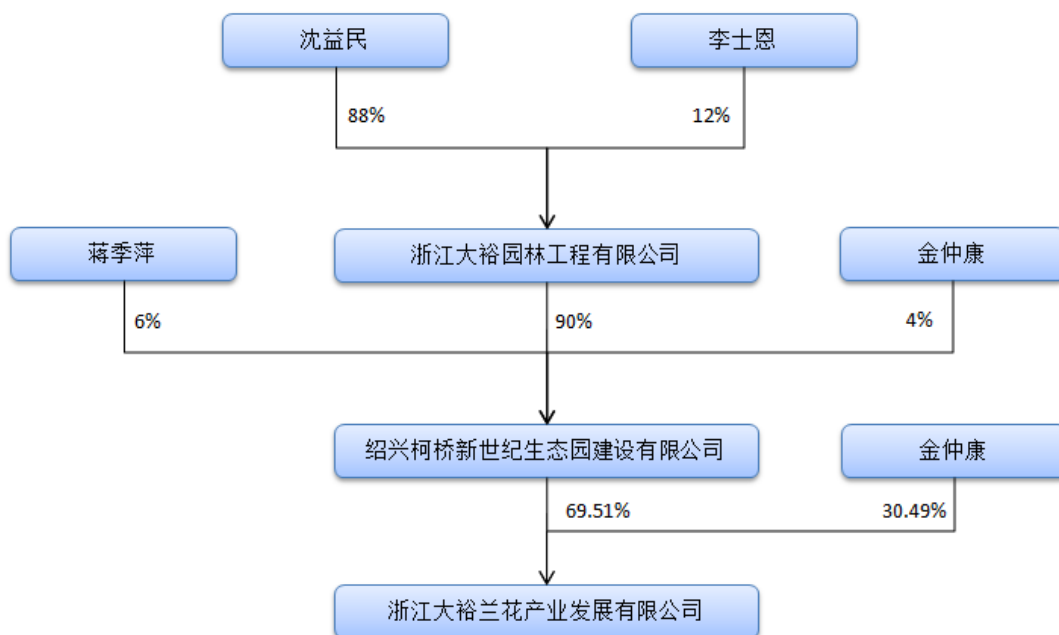 沈益民
李士恩
88%
12%
蒋季萍
浙江大裕园林工程有限公司
金仲康
6%
90%
4%
绍兴柯桥新世纪生态园建设有限公司
金仲康
69.51%
30.49%
浙江大裕兰花产业发展有限公司